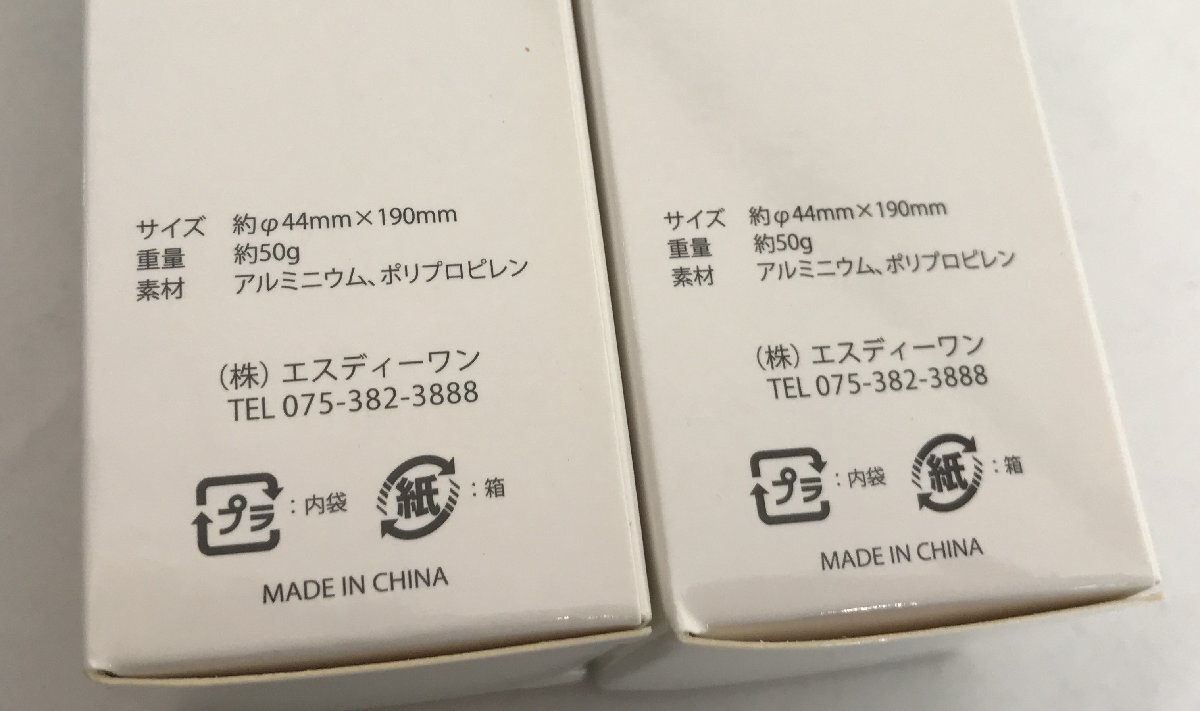 サイズ 約φ44mm×190mm
重量 約50g
素材 アルミニウム、ポリプロピレン
（株）エスディーワン
TEL 075-382-3888
プラ：内袋 紙：箱
MADE IN CHINA
サイズ 約φ44mm×190mm
重量 約50g
素材 アルミニウム、ポリプロピレン
（株）エスディーワン
TEL 075-382-3888
プラ：内袋 紙：箱
MADE IN CHINA